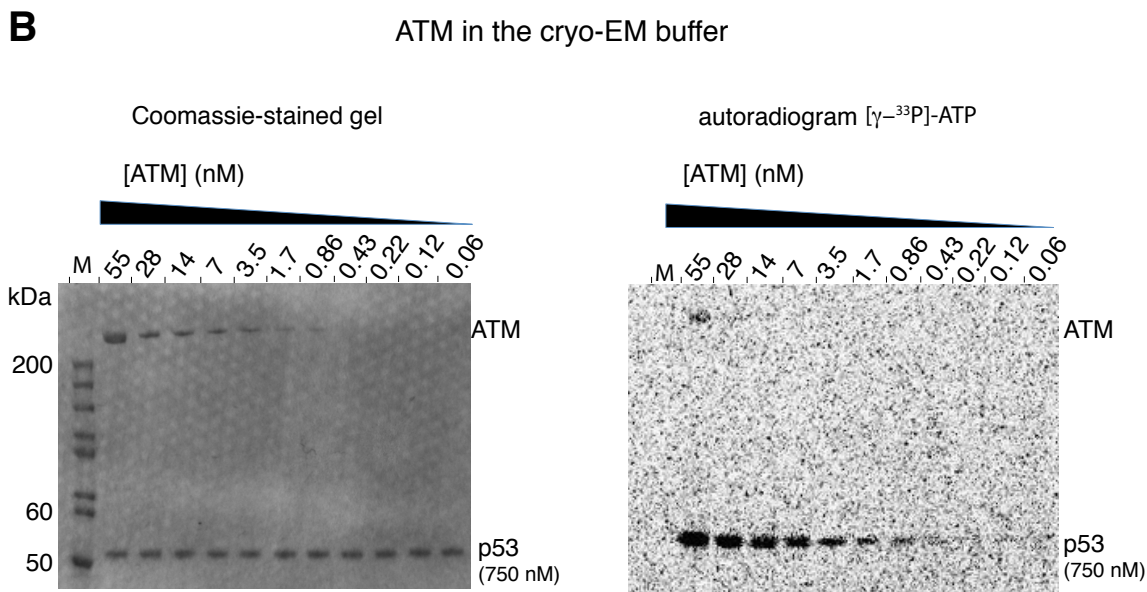 B
ATM in the cryo-EM buffer
Coomassie-stained gel
[ATM] (nM)
M 55 28 14 7 3.5 1.7 0.86 0.43 0.22 0.12 0.06
kDa
ATM
200
60
50
p53
(750 nM)
autoradiogram [γ–³³P]-ATP
[ATM] (nM)
M 55 28 14 7 3.5 1.7 0.86 0.43 0.22 0.12 0.06
ATM
p53
(750 nM)